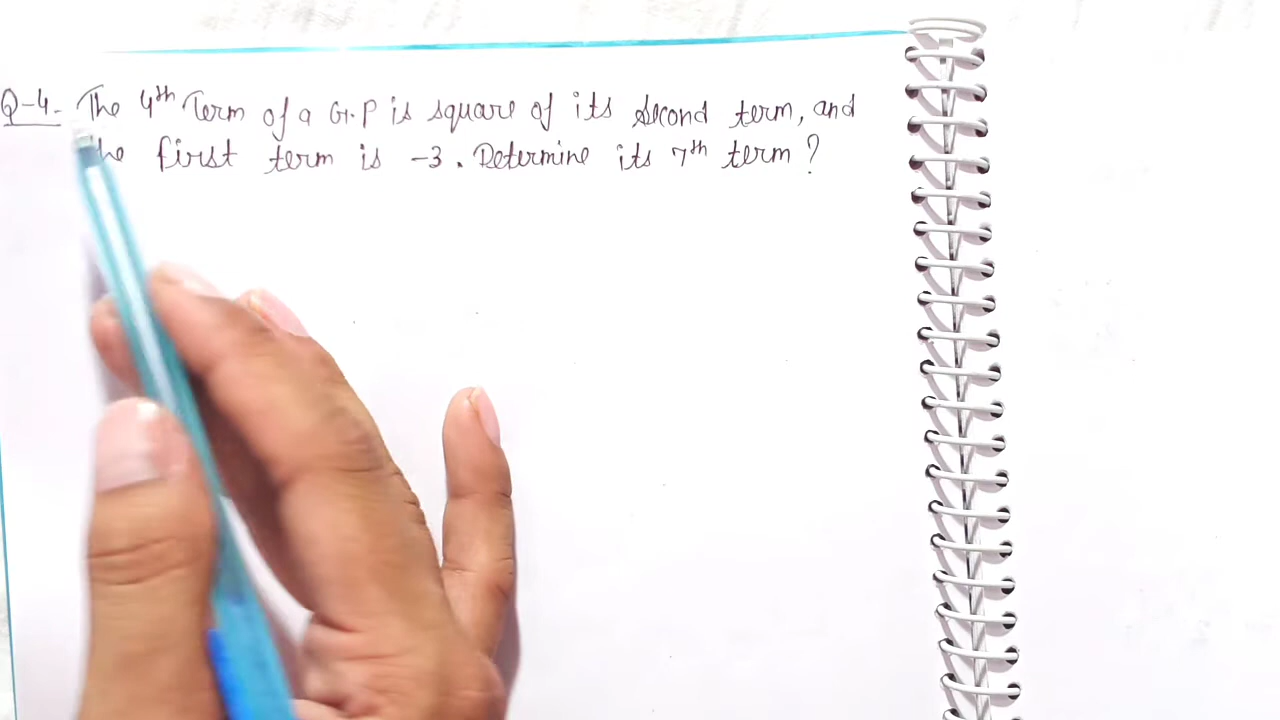 Q-4. The 4th Term of a G.P is square of its second term, and
the first term is -3. Determine its 7th term?